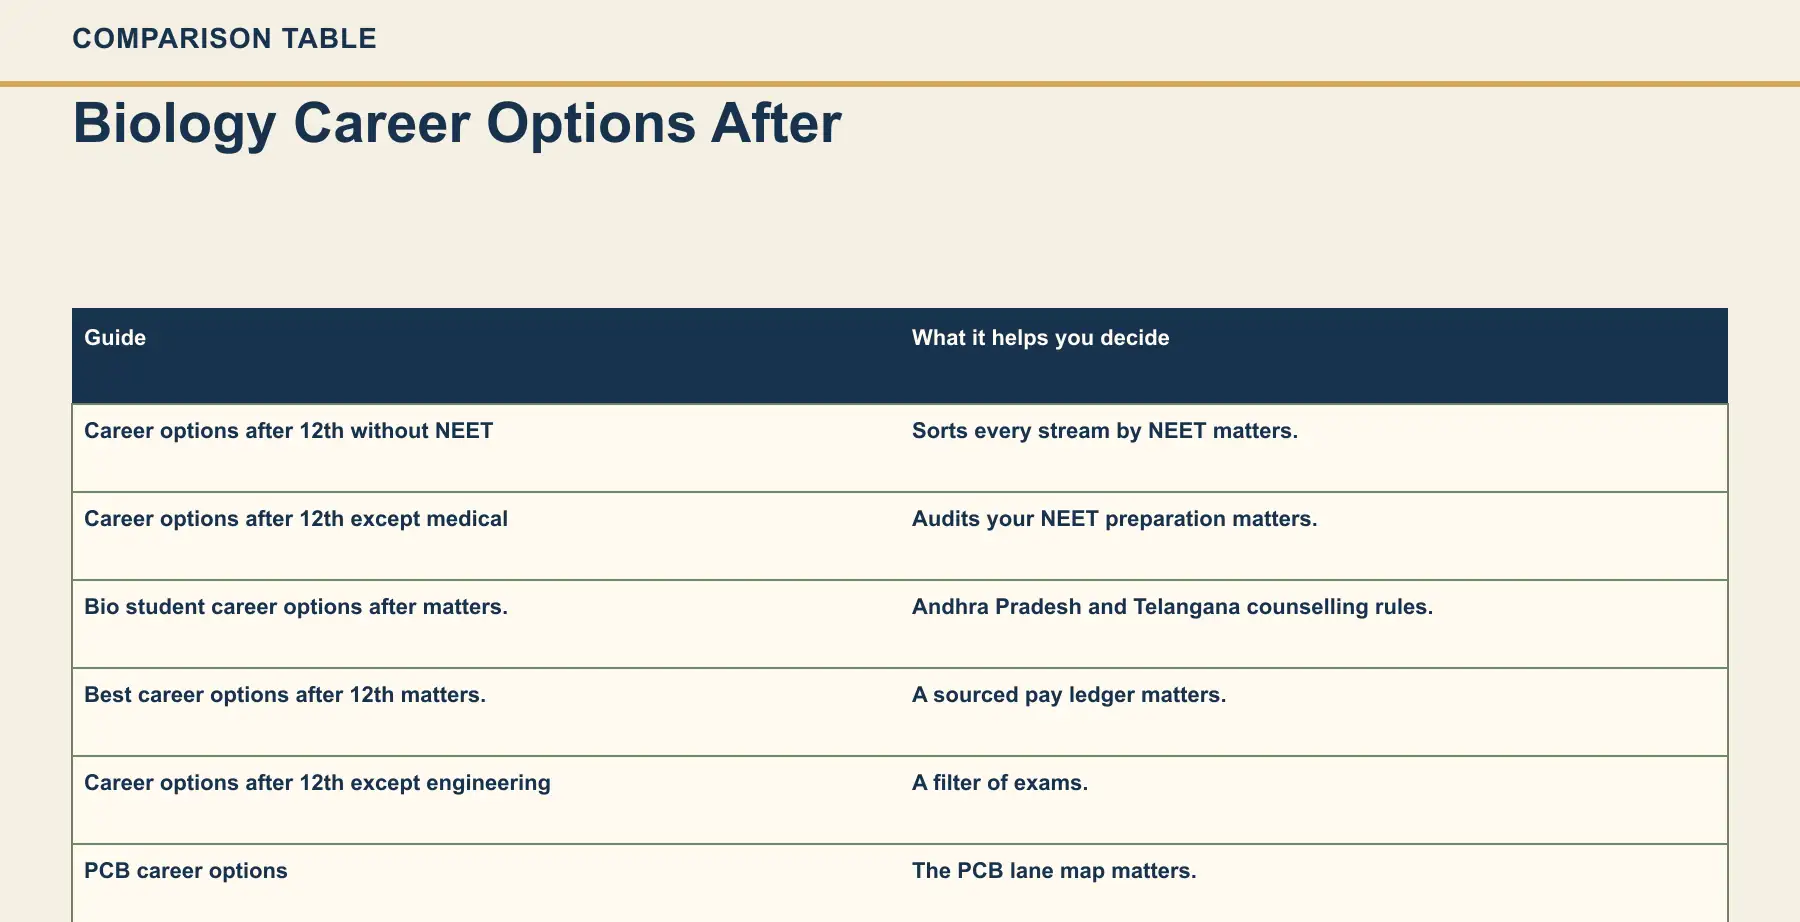 COMPARISON TABLE
Biology Career Options After
Guide What it helps you decide
Career options after 12th without NEET Sorts every stream by NEET matters.
Career options after 12th except medical Audits your NEET preparation matters.
Bio student career options after matters. Andhra Pradesh and Telangana counselling rules.
Best career options after 12th matters. A sourced pay ledger matters.
Career options after 12th except engineering A filter of exams.
PCB career options The PCB lane map matters.